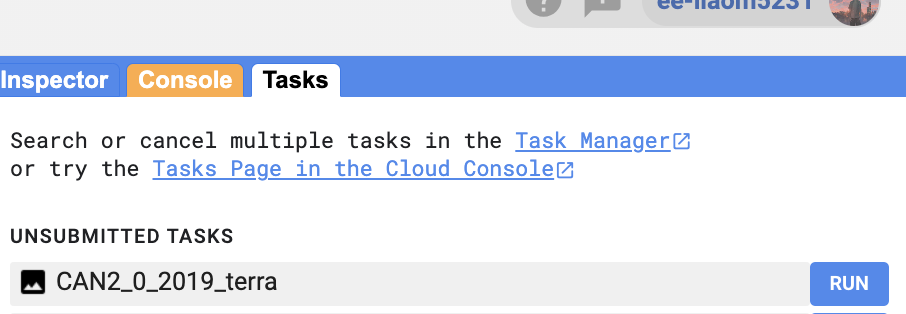 Inspector Console Tasks
Search or cancel multiple tasks in the Task Manager
or try the Tasks Page in the Cloud Console
UNSUBMITTED TASKS
CAN2_0_2019_terra RUN